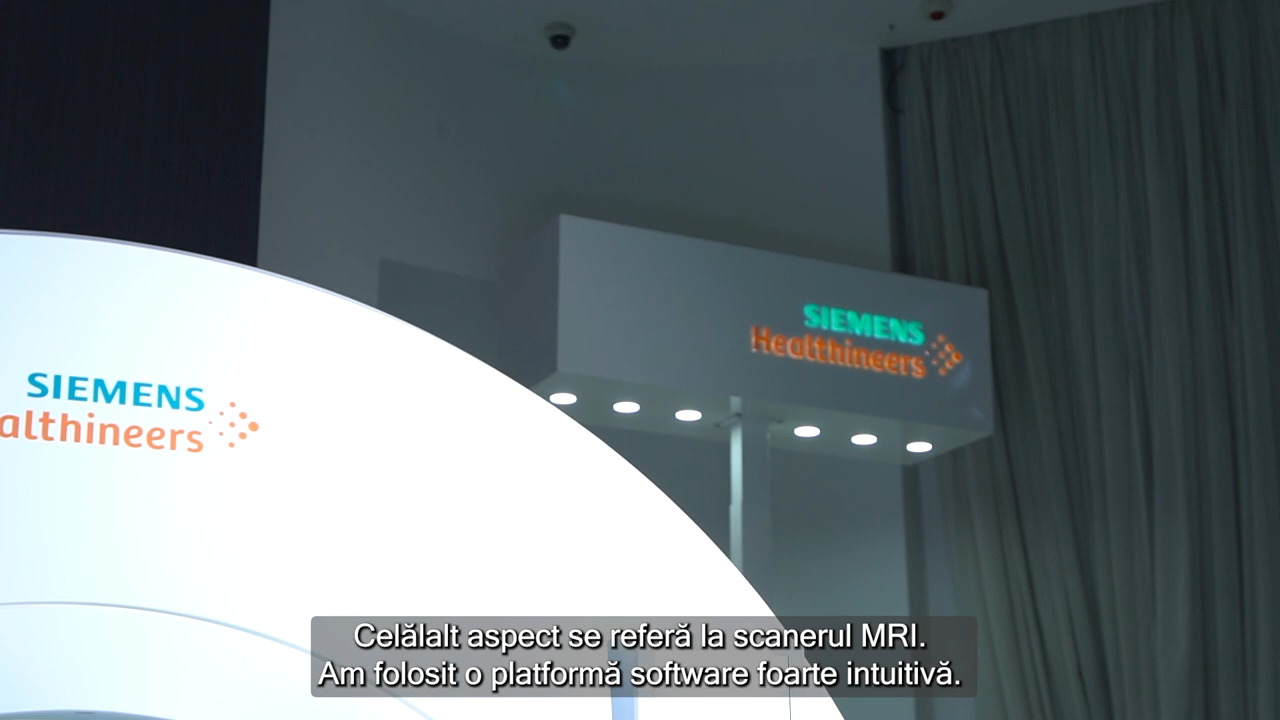 SIEMENS
Healthineers
SIEMENS
althineers
Celălalt aspect se referă la scanerul MRI.
Am folosit o platformă software foarte intuitivă.